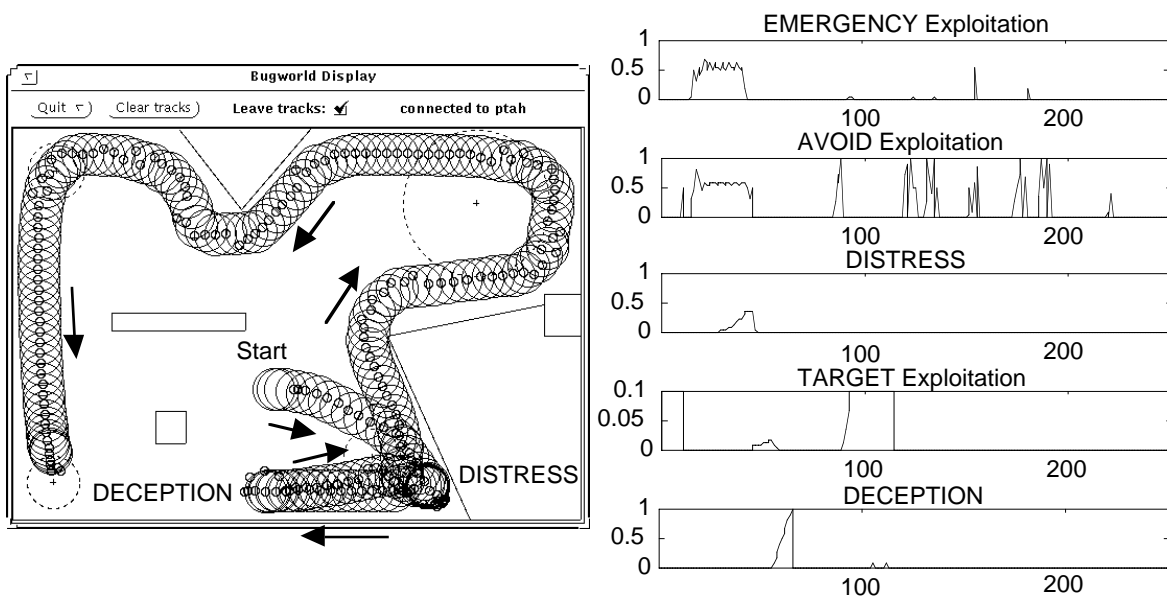 Bugworld Display
Quit
Clear tracks
Leave tracks:
connected to ptah
Start
DECEPTION
DISTRESS
EMERGENCY Exploitation
1
0.5
0
100
200
AVOID Exploitation
1
0.5
0
100
200
DISTRESS
1
0.5
0
100
200
TARGET Exploitation
0.1
0.05
0
100
200
DECEPTION
1
0.5
0
100
200